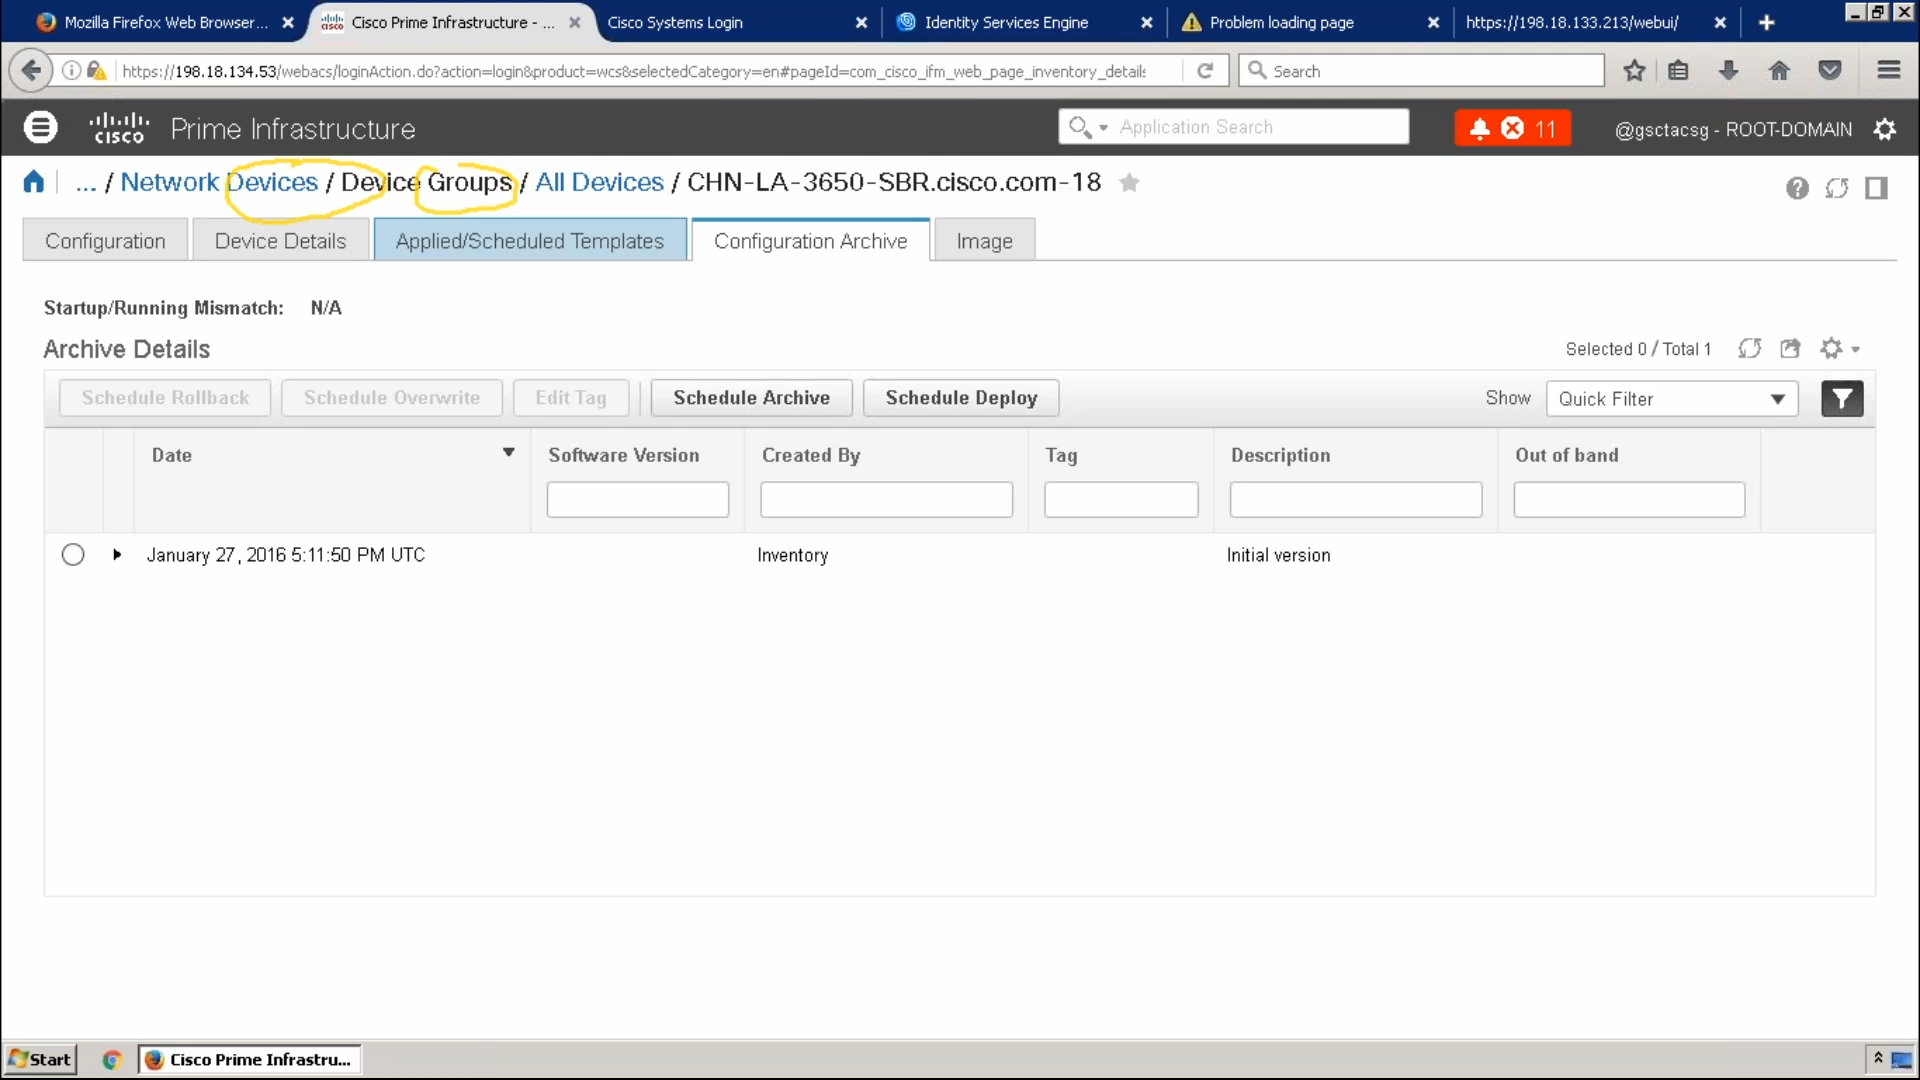 Mozilla Firefox Web Browser... Cisco Prime Infrastructure - ... Cisco Systems Login Identity Services Engine Problem loading page https://198.18.133.213/webui/
https://198.18.134.53/webacs/loginAction.do?action=login&product=wcs&selectedCategory=en#pageId=com_cisco_ifm_web_page_inventory_details Search
cisco Prime Infrastructure Application Search 11 @gsctacsg - ROOT-DOMAIN
... / Network Devices / Device Groups / All Devices / CHN-LA-3650-SBR.cisco.com-18
Configuration Device Details Applied/Scheduled Templates Configuration Archive Image
Startup/Running Mismatch: N/A
Archive Details Selected 0 / Total 1
Schedule Rollback Schedule Overwrite Edit Tag Schedule Archive Schedule Deploy Show Quick Filter
Date Software Version Created By Tag Description Out of band
January 27, 2016 5:11:50 PM UTC Inventory Initial version
Start Cisco Prime Infrastru...